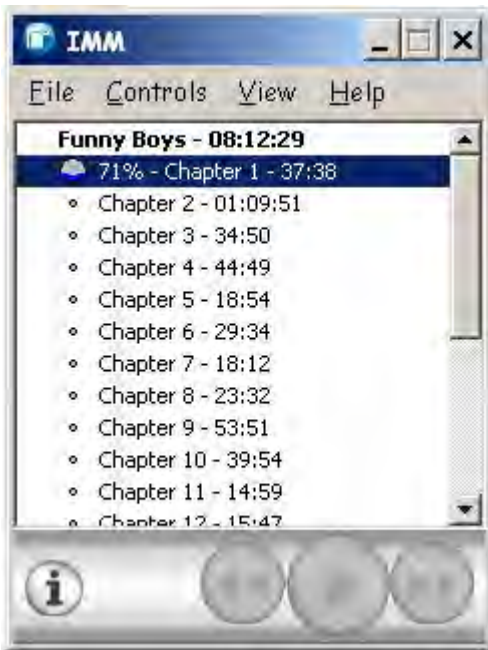 IMM
File Controls View Help
Funny Boys - 08:12:29
71% - Chapter 1 - 37:38
Chapter 2 - 01:09:51
Chapter 3 - 34:50
Chapter 4 - 44:49
Chapter 5 - 18:54
Chapter 6 - 29:34
Chapter 7 - 18:12
Chapter 8 - 23:32
Chapter 9 - 53:51
Chapter 10 - 39:54
Chapter 11 - 14:59
Chapter 12 - 15:47
i